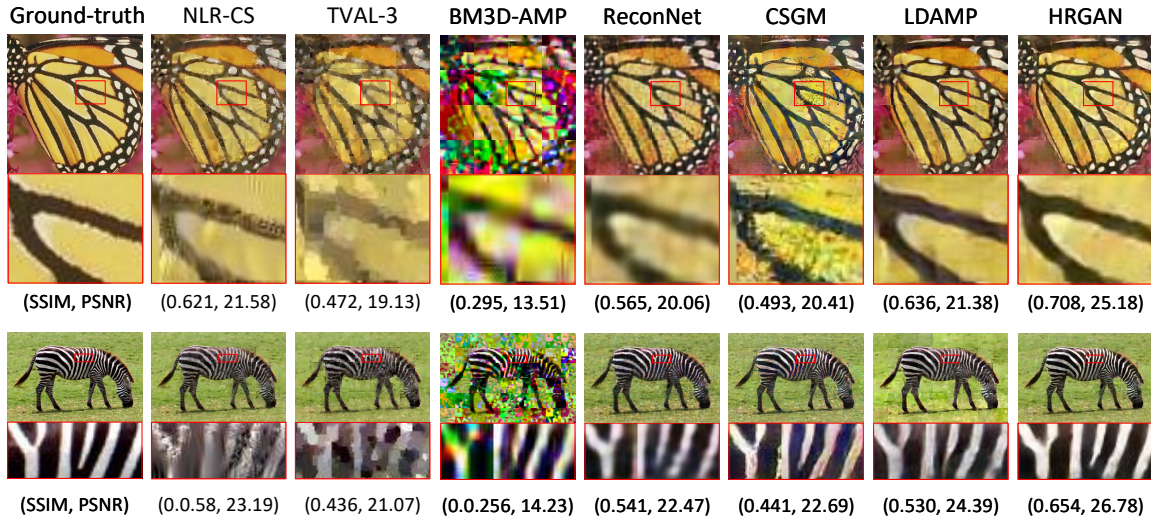 Ground-truth NLR-CS TVAL-3 BM3D-AMP ReconNet CSGM LDAMP HRGAN
(SSIM, PSNR) (0.621, 21.58) (0.472, 19.13) (0.295, 13.51) (0.565, 20.06) (0.493, 20.41) (0.636, 21.38) (0.708, 25.18)
(SSIM, PSNR) (0.0.58, 23.19) (0.436, 21.07) (0.0.256, 14.23) (0.541, 22.47) (0.441, 22.69) (0.530, 24.39) (0.654, 26.78)